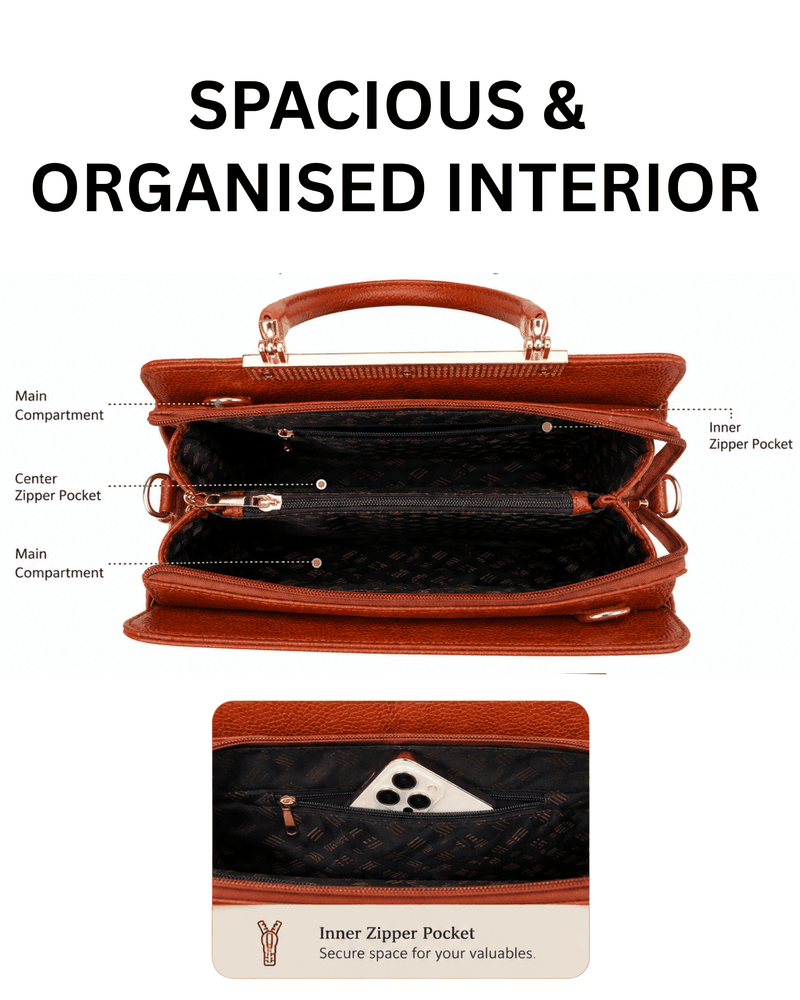 SPACIOUS &
ORGANISED INTERIOR
Main
Compartment
Inner
Zipper Pocket
Center
Zipper Pocket
Main
Compartment
Inner Zipper Pocket
Secure space for your valuables.